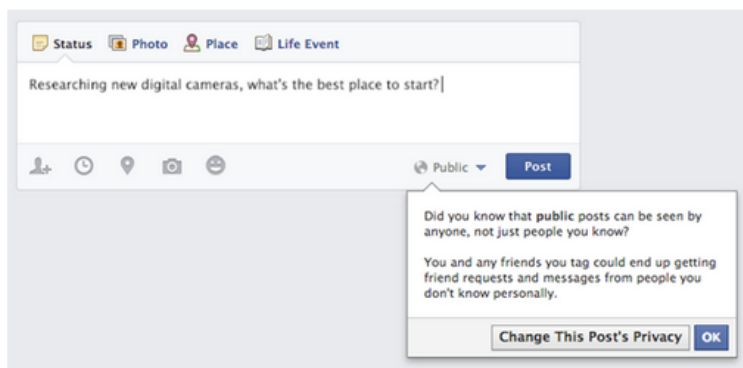 Status Photo Place Life Event
Researching new digital cameras, what's the best place to start?
Public Post
Did you know that public posts can be seen by
anyone, not just people you know?
You and any friends you tag could end up getting
friend requests and messages from people you
don't know personally.
Change This Post's Privacy OK